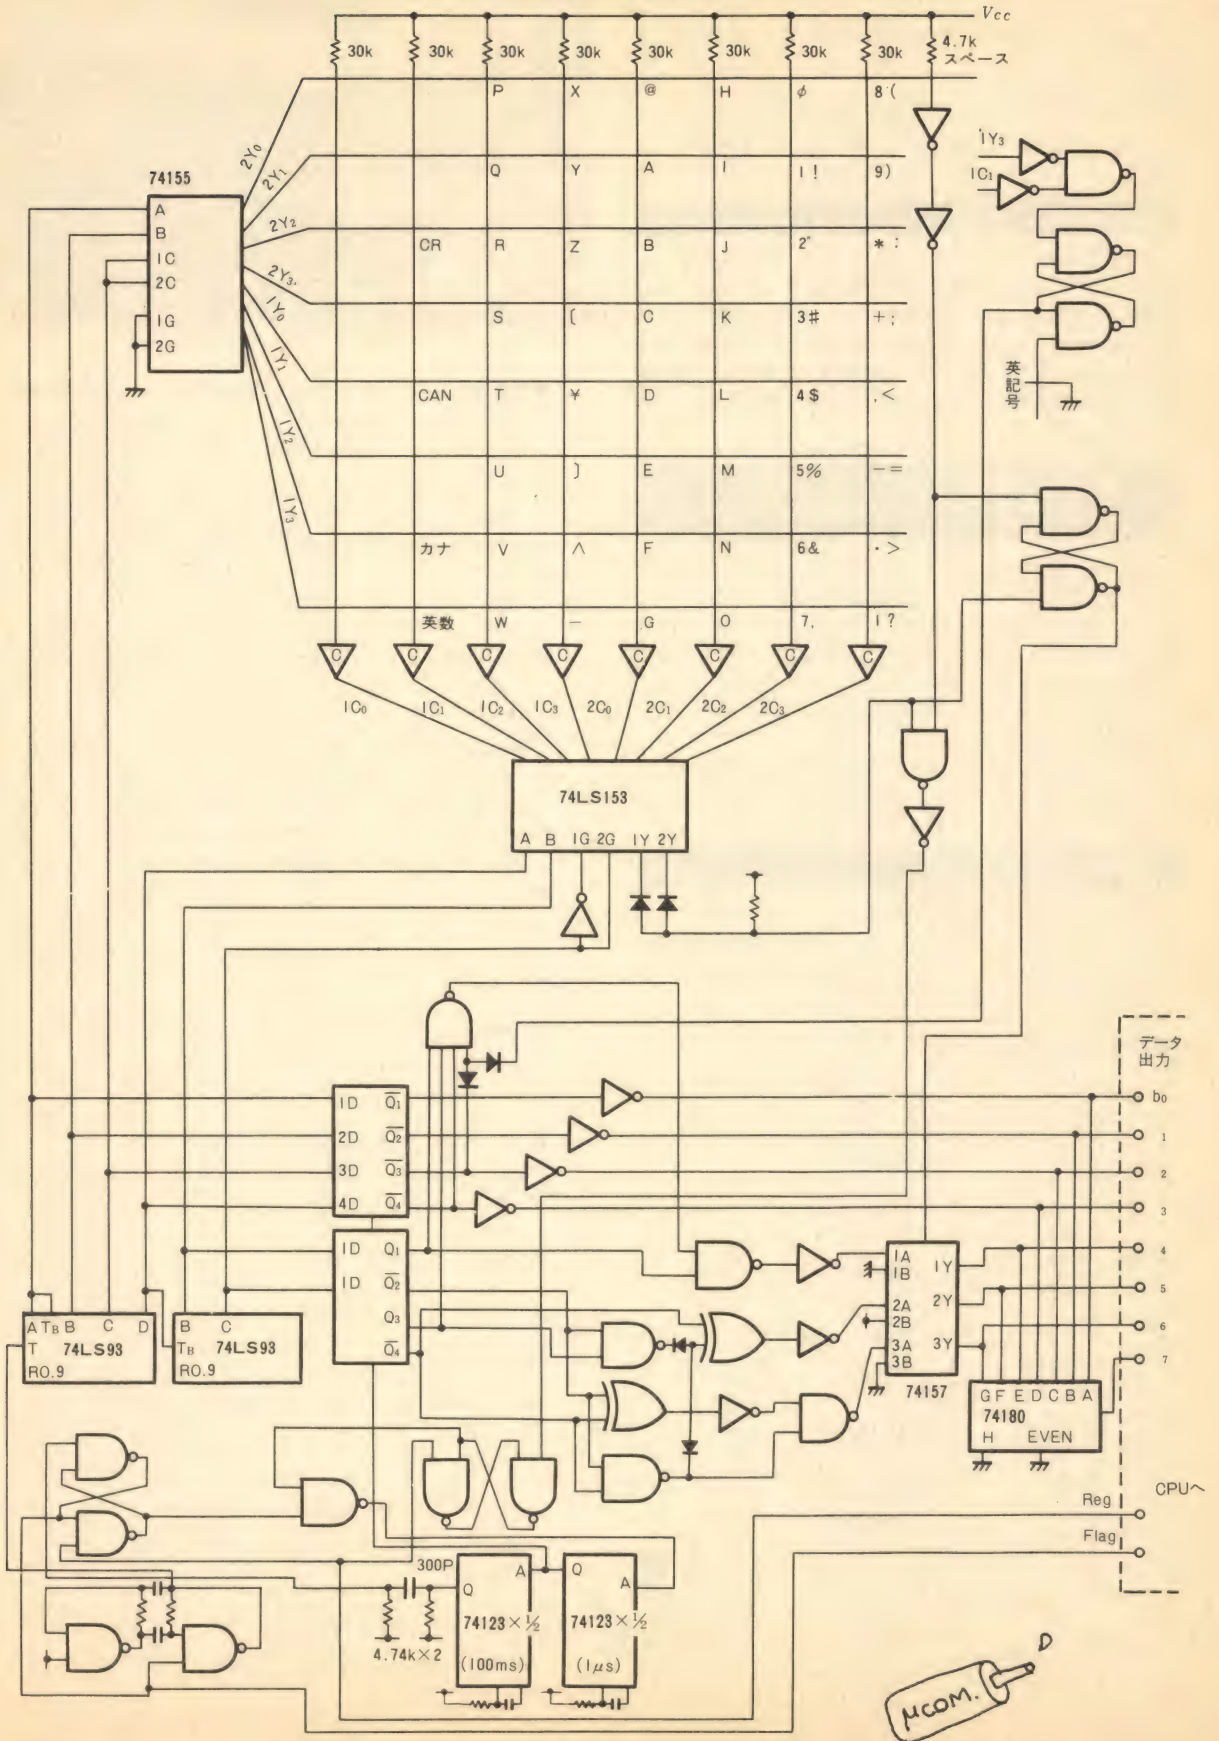 Vcc
30k 30k 30k 30k 30k 30k 30k 30k 4.7k
スペース
P X @ H φ 8 (
2Y₀
2Y₁
2Y₂
2Y₃
1Y₀
1Y₁
1Y₂
1Y₃
74155
A
B
1C
2C
1G
2G
Q Y A I 1 ! 9)
CR R Z B J 2" * :
S [ C K 3# + ;
CAN T ¥ D L 4$ , <
U ] E M 5% - =
カナ V ∧ F N 6& · >
英数 W - G O 7, 1 ?
1Y₃
1C₁
英記号
C C C C C C C C
1C₀ 1C₁ 1C₂ 1C₃ 2C₀ 2C₁ 2C₂ 2C₃
74LS153
A B 1G 2G 1Y 2Y
データ
出力
1D Q₁
2D Q₂
3D Q₃
4D Q₄
1D Q₁
1D Q₂
Q₃
Q₄
b₀
1
2
3
4
5
6
7
1A 1Y
1B
2A 2Y
2B
3A 3Y
3B
74157
A TB B C D
T 74LS93
R0.9
B C
TB 74LS93
R0.9
G F E D C B A
74180
H EVEN
CPUへ
Reg
Flag
300P
Q A
74123×½
(100ms)
Q A
74123×½
(1μs)
4.74k×2
μCOM.